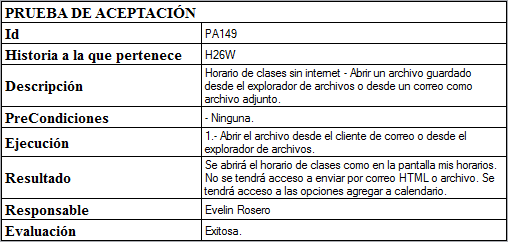 PRUEBA DE ACEPTACIÓN
Id PA149
Historia a la que pertenece H26W
Descripción Horario de clases sin internet - Abrir un archivo guardado
desde el explorador de archivos o desde un correo como
archivo adjunto.
PreCondiciones - Ninguna.
Ejecución 1.- Abrir el archivo desde el cliente de correo o desde el
explorador de archivos.
Resultado Se abrirá el horario de clases como en la pantalla mis horarios.
No se tendrá acceso a enviar por correo HTML o archivo. Se
tendrá acceso a las opciones agregar a calendario.
Responsable Evelin Rosero
Evaluación Exitosa.